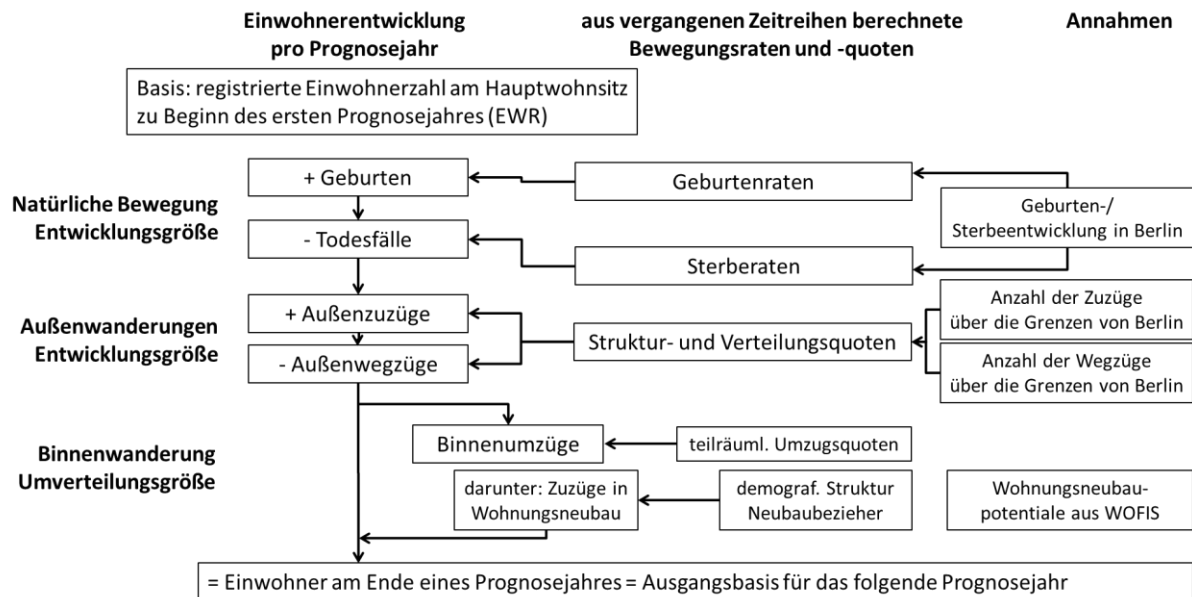 Einwohnerentwicklung
pro Prognosejahr
aus vergangenen Zeitreihen berechnete
Bewegungsraten und -quoten
Annahmen
Basis: registrierte Einwohnerzahl am Hauptwohnsitz
zu Beginn des ersten Prognosejahres (EWR)
Natürliche Bewegung
Entwicklungsgröße
+ Geburten
Geburtenraten
Geburten-/
Sterbeentwicklung in Berlin
- Todesfälle
Sterberaten
Außenwanderungen
Entwicklungsgröße
+ Außenzuzüge
- Außenwegzüge
Struktur- und Verteilungsquoten
Anzahl der Zuzüge
über die Grenzen von Berlin
Anzahl der Wegzüge
über die Grenzen von Berlin
Binnenwanderung
Umverteilungsgröße
Binnenumzüge
teilräuml. Umzugsquoten
darunter: Zuzüge in
Wohnungsneubau
demograf. Struktur
Neubaubezieher
Wohnungsneubau-
potentiale aus WOFIS
= Einwohner am Ende eines Prognosejahres = Ausgangsbasis für das folgende Prognosejahr